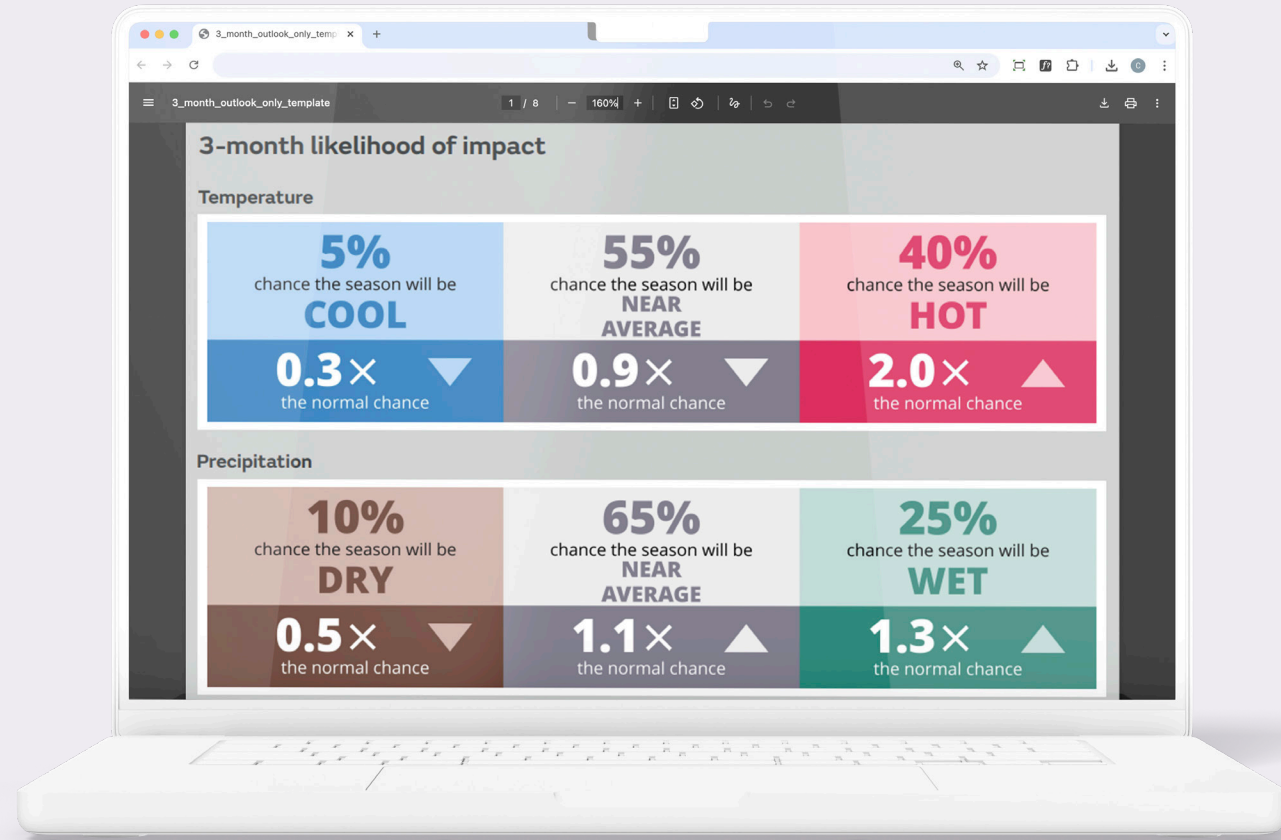 3_month_outlook_only_temp
3_month_outlook_only_template
1 / 8
160%
C
3-month likelihood of impact
Temperature
5%
chance the season will be
COOL
0.3×
the normal chance
55%
chance the season will be
NEAR
AVERAGE
0.9×
the normal chance
40%
chance the season will be
HOT
2.0×
the normal chance
Precipitation
10%
chance the season will be
DRY
0.5×
the normal chance
65%
chance the season will be
NEAR
AVERAGE
1.1×
the normal chance
25%
chance the season will be
WET
1.3×
the normal chance